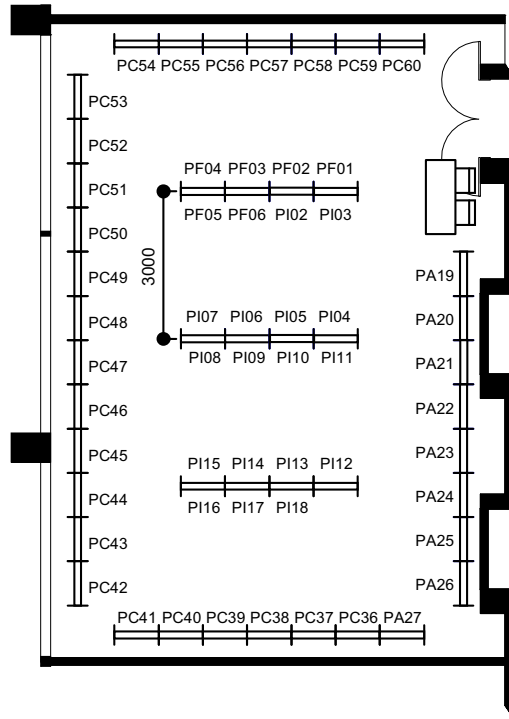 PC54 PC55 PC56 PC57 PC58 PC59 PC60
PC53
PC52
PC51
PC50
PC49
PC48
PC47
PC46
PC45
PC44
PC43
PC42
PF04 PF03 PF02 PF01
PF05 PF06 PI02 PI03
3000
PI07 PI06 PI05 PI04
PI08 PI09 PI10 PI11
PI15 PI14 PI13 PI12
PI16 PI17 PI18
PA19
PA20
PA21
PA22
PA23
PA24
PA25
PA26
PC41 PC40 PC39 PC38 PC37 PC36 PA27